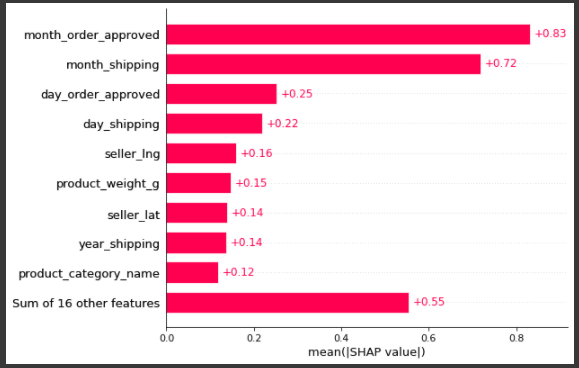 month_order_approved +0.83
month_shipping +0.72
day_order_approved +0.25
day_shipping +0.22
seller_lng +0.16
product_weight_g +0.15
seller_lat +0.14
year_shipping +0.14
product_category_name +0.12
Sum of 16 other features +0.55
0.0 0.2 0.4 0.6 0.8
mean(|SHAP value|)